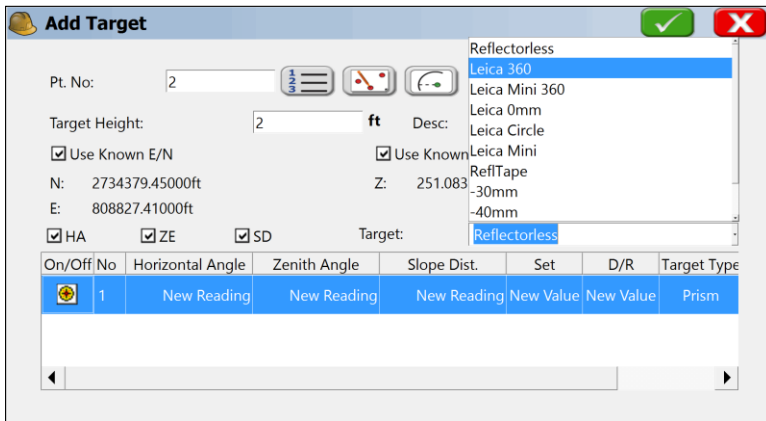 Add Target
Reflectorless
Leica 360
Leica Mini 360
Leica 0mm
Leica Circle
Leica Mini
ReflTape
-30mm
-40mm
Pt. No: 2
1
2
3
Target Height: 2 ft Desc:
Use Known E/N Use Known
N: 2734379.45000ft Z: 251.083
E: 808827.41000ft
HA ZE SD Target: Reflectorless
On/Off No Horizontal Angle Zenith Angle Slope Dist. Set D/R Target Type
1 New Reading New Reading New Reading New Value New Value Prism